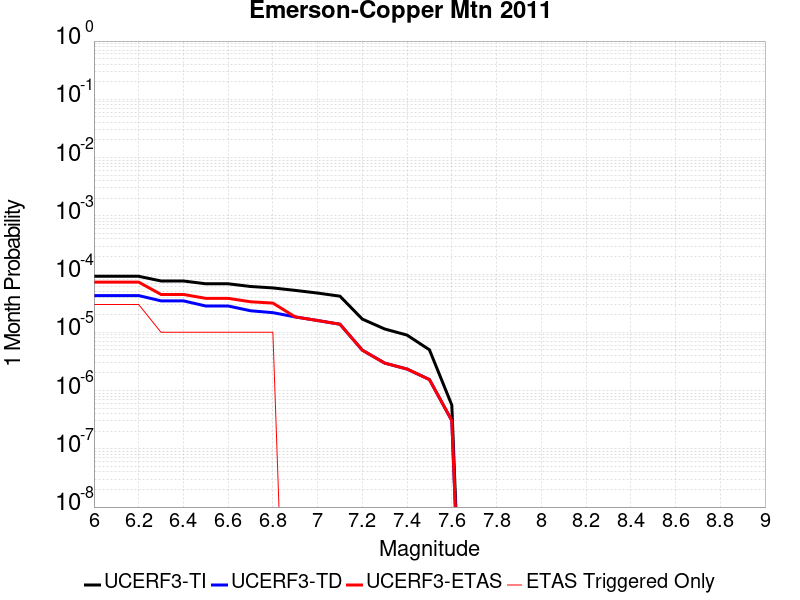 Emerson-Copper Mtn 2011
10^0
10^-1
10^-2
10^-3
10^-4
10^-5
10^-6
10^-7
10^-8
1 Month Probability
6 6.2 6.4 6.6 6.8 7 7.2 7.4 7.6 7.8 8 8.2 8.4 8.6 8.8 9
Magnitude
UCERF3-TI UCERF3-TD UCERF3-ETAS ETAS Triggered Only